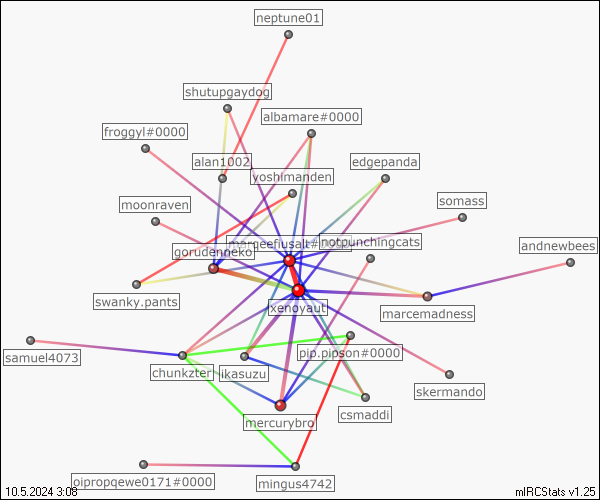 neptune01
shutupgaydog
albamare#0000
froggyl#0000
alan1002
edgepanda
yoshimanden
moonraven
somass
notpunchingcats
gorudenneko
andnewbees
swanky.pants
xenoyaut
marcemadness
pip.pipson#0000
samuel4073
chunkzter
ikasuzu
skermando
csmaddi
mercurybro
oipropqewe0171#0000
mingus4742
10.5.2024 3:08
mIRCStats v1.25